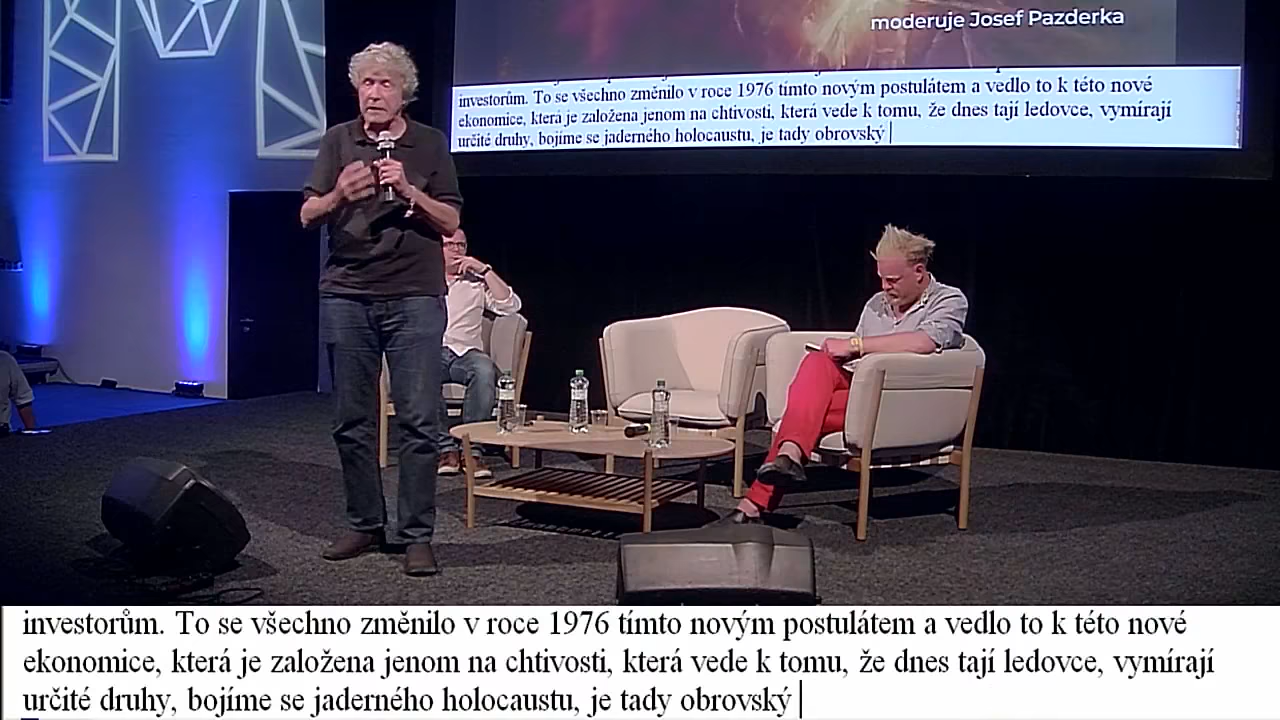 moderuje Josef Pazderka
investorům. To se všechno změnilo v roce 1976 tímto novým postulátem a vedlo to k této nové
ekonomice, která je založena jenom na chtivosti, která vede k tomu, že dnes tají ledovce, vymírají
určité druhy, bojíme se jaderného holocaustu, je tady obrovský
investorům. To se všechno změnilo v roce 1976 tímto novým postulátem a vedlo to k této nové
ekonomice, která je založena jenom na chtivosti, která vede k tomu, že dnes tají ledovce, vymírají
určité druhy, bojíme se jaderného holocaustu, je tady obrovský